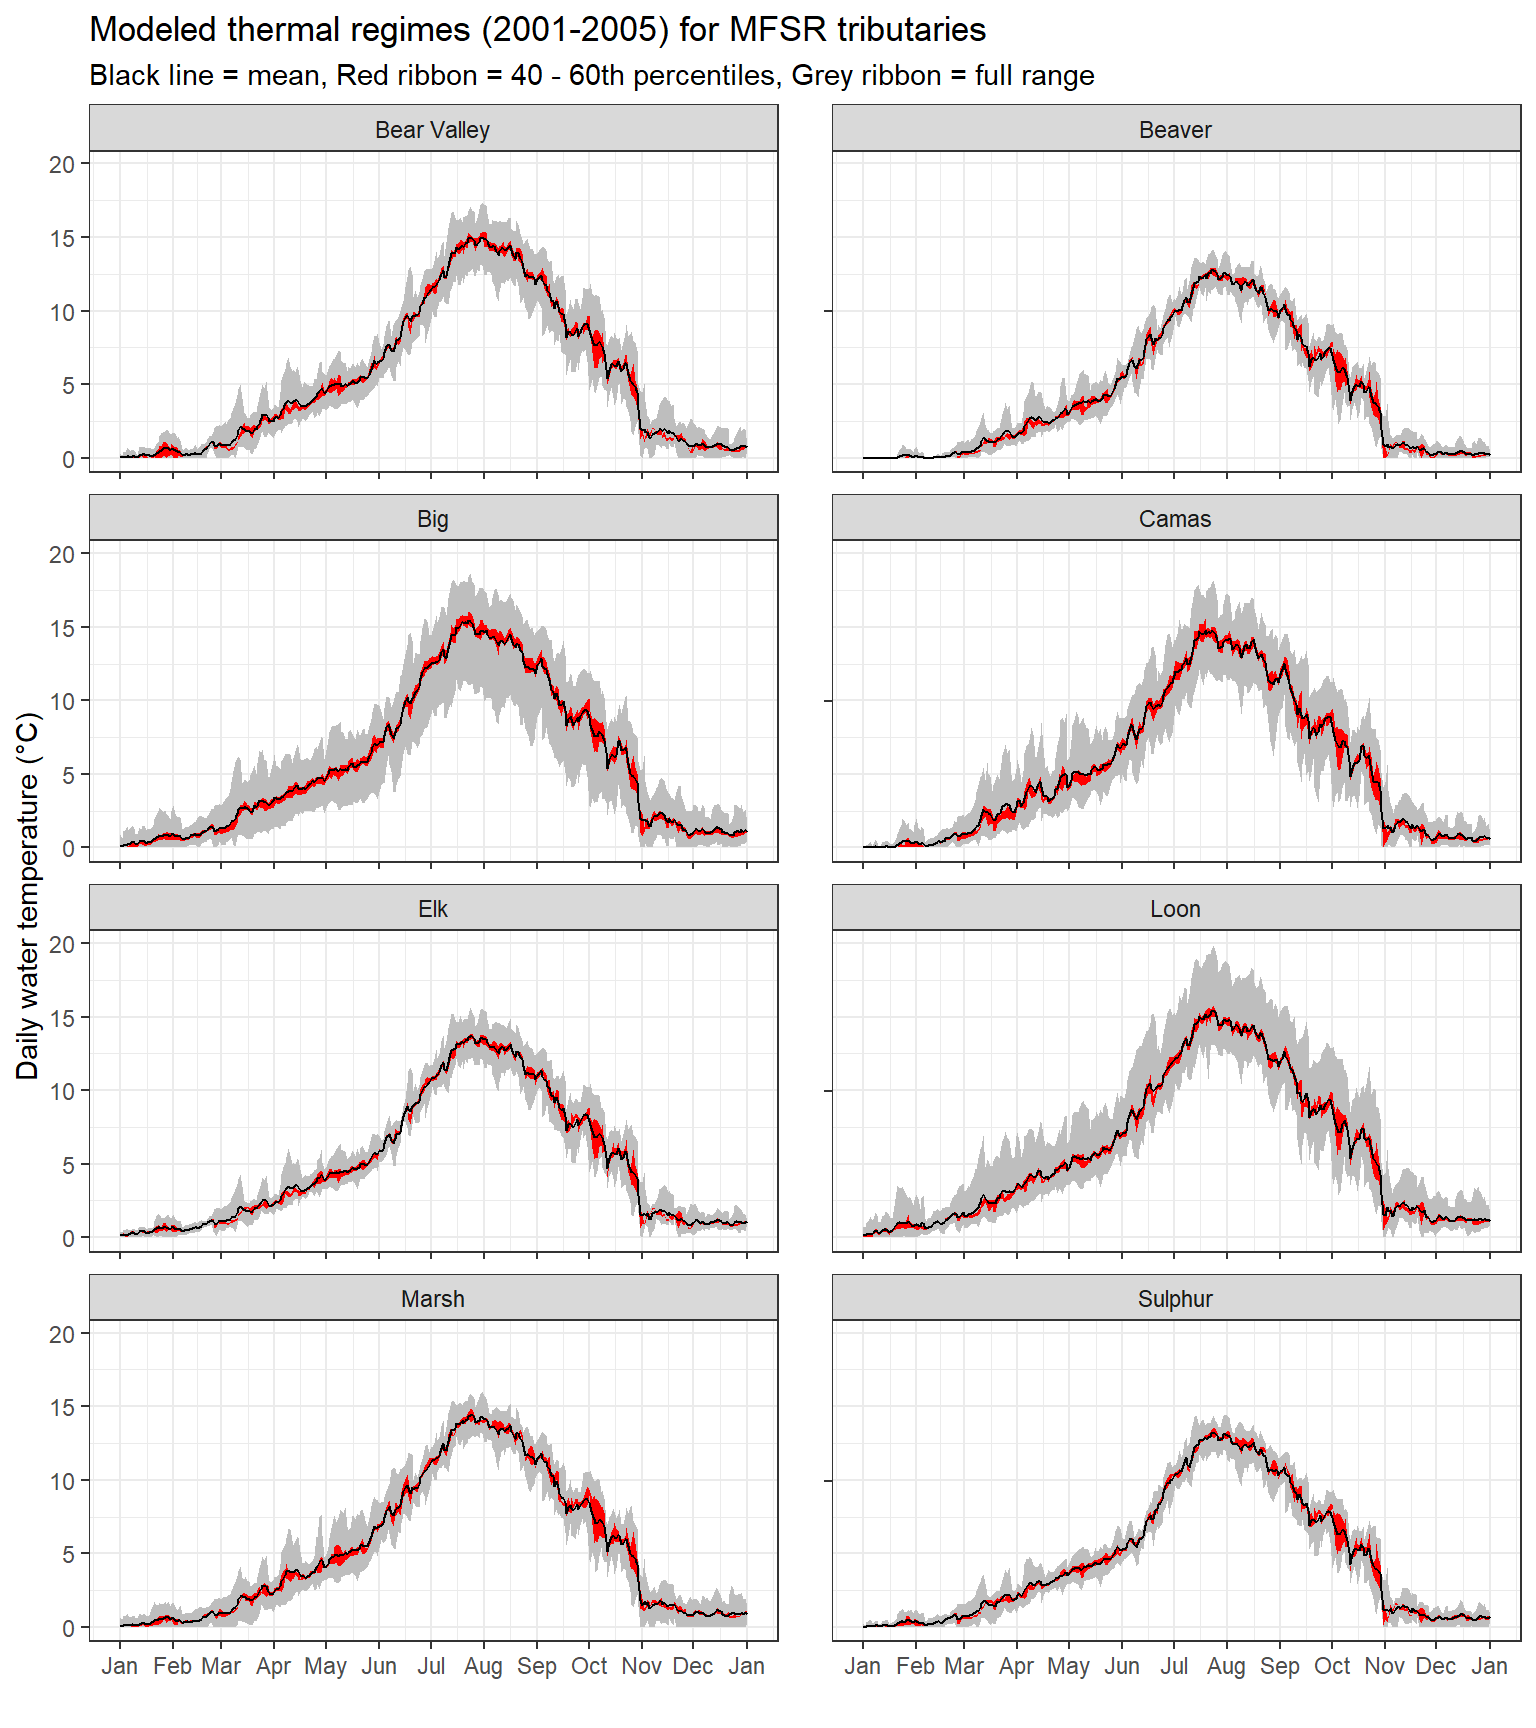 Modeled thermal regimes (2001-2005) for MFSR tributaries
Black line = mean, Red ribbon = 40 - 60th percentiles, Grey ribbon = full range
Daily water temperature (°C)
Bear Valley
Beaver
20
15
10
5
0
Big
Camas
20
15
10
5
0
Elk
Loon
20
15
10
5
0
Marsh
Sulphur
20
15
10
5
0
Jan Feb Mar Apr May Jun Jul Aug Sep Oct Nov Dec Jan
Jan Feb Mar Apr May Jun Jul Aug Sep Oct Nov Dec Jan